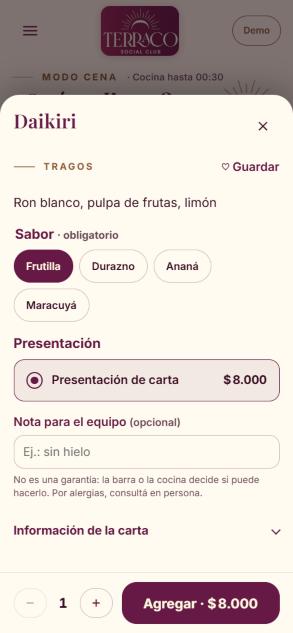 TERRACO
SOCIAL CLUB
Demo
MODO CENA · Cocina hasta 00:30
Daikiri
TRAGOS
Guardar
Ron blanco, pulpa de frutas, limón
Sabor · obligatorio
Frutilla
Durazno
Ananá
Maracuyá
Presentación
Presentación de carta
$8.000
Nota para el equipo (opcional)
Ej.: sin hielo
No es una garantía: la barra o la cocina decide si puede
hacerlo. Por alergias, consultá en persona.
Información de la carta
− 1 +
Agregar · $8.000